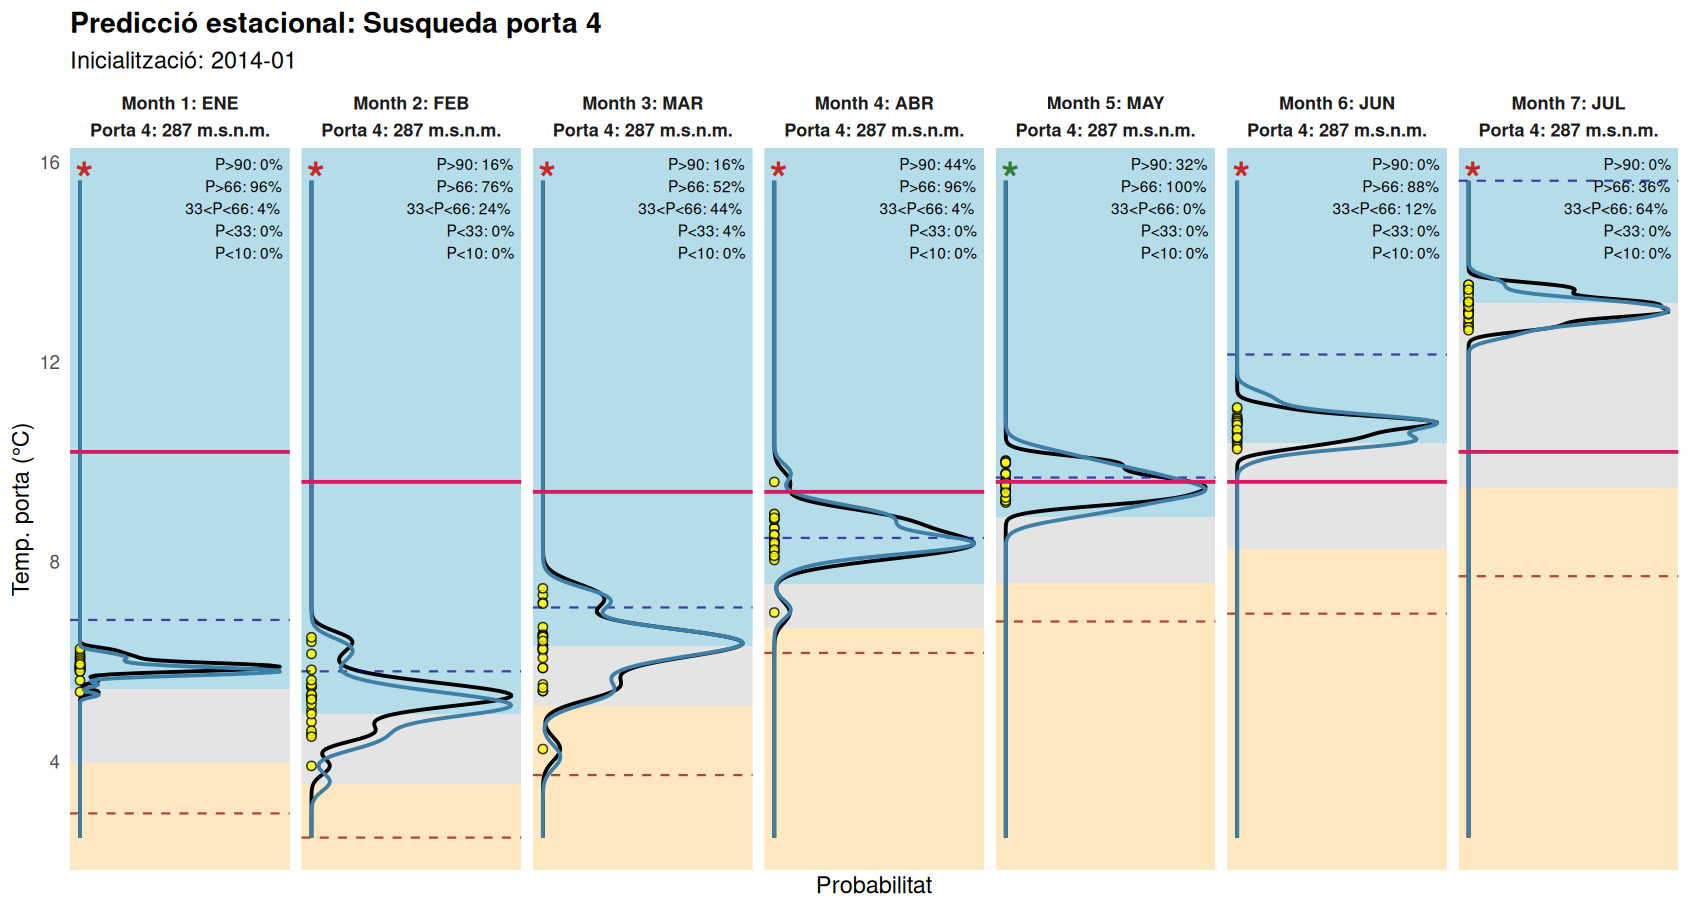 Predicció estacional: Susqueda porta 4
Inicialització: 2014-01
Month 1: ENE
Porta 4: 287 m.s.n.m.
Month 2: FEB
Porta 4: 287 m.s.n.m.
Month 3: MAR
Porta 4: 287 m.s.n.m.
Month 4: ABR
Porta 4: 287 m.s.n.m.
Month 5: MAY
Porta 4: 287 m.s.n.m.
Month 6: JUN
Porta 4: 287 m.s.n.m.
Month 7: JUL
Porta 4: 287 m.s.n.m.
*
P>90: 0%
P>66: 96%
33<P<66: 4%
P<33: 0%
P<10: 0%
*
P>90: 16%
P>66: 76%
33<P<66: 24%
P<33: 0%
P<10: 0%
*
P>90: 16%
P>66: 52%
33<P<66: 44%
P<33: 4%
P<10: 0%
*
P>90: 44%
P>66: 96%
33<P<66: 4%
P<33: 0%
P<10: 0%
*
P>90: 32%
P>66: 100%
33<P<66: 0%
P<33: 0%
P<10: 0%
*
P>90: 0%
P>66: 88%
33<P<66: 12%
P<33: 0%
P<10: 0%
*
P>90: 0%
P>66: 36%
33<P<66: 64%
P<33: 0%
P<10: 0%
16
12
8
4
Temp. porta (°C)
Probabilitat